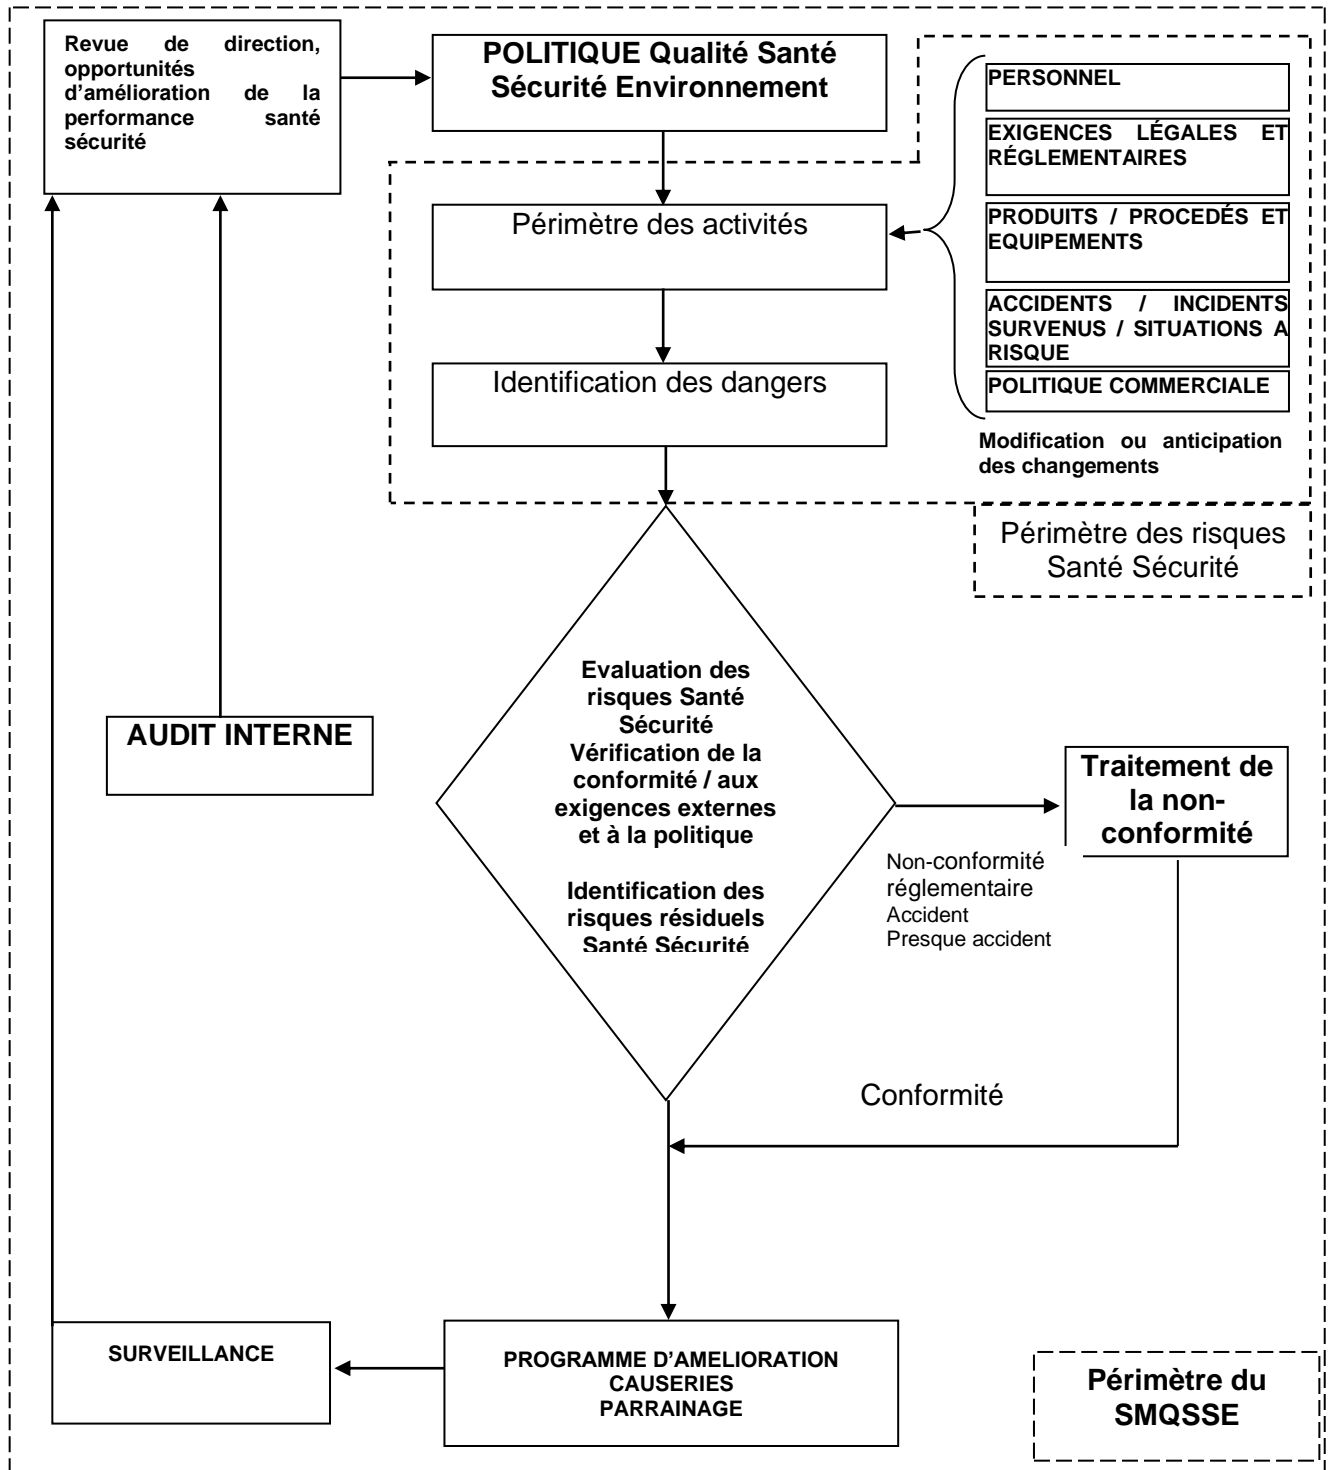 Revue de direction,
opportunités
d'amélioration de la
performance santé
sécurité
POLITIQUE Qualité Santé
Sécurité Environnement
PERSONNEL
EXIGENCES LÉGALES ET
RÉGLEMENTAIRES
Périmètre des activités
PRODUITS / PROCEDÉS ET
EQUIPEMENTS
ACCIDENTS / INCIDENTS
SURVENUS / SITUATIONS A
RISQUE
Identification des dangers
POLITIQUE COMMERCIALE
Modification ou anticipation
des changements
Périmètre des risques
Santé Sécurité
Evaluation des
risques Santé
Sécurité
Vérification de la
conformité / aux
exigences externes
et à la politique
Identification des
risques résiduels
Santé Sécurité
AUDIT INTERNE
Traitement de
la non-
conformité
Non-conformité
réglementaire
Accident
Presque accident
Conformité
SURVEILLANCE
PROGRAMME D'AMELIORATION
CAUSERIES
PARRAINAGE
Périmètre du
SMQSSE